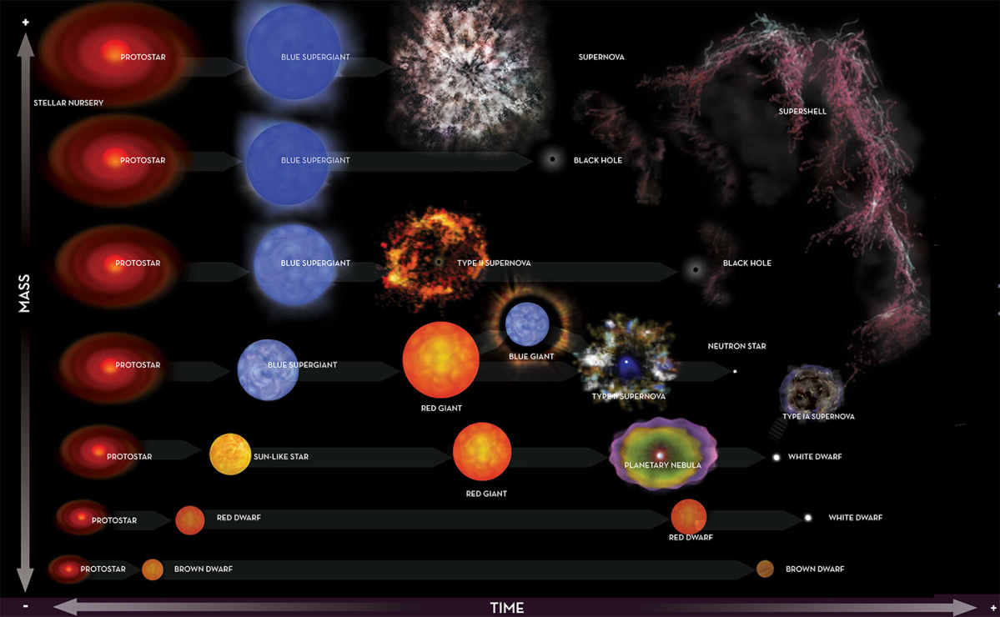 +
PROTOSTAR
BLUE SUPERGIANT
SUPERNOVA
STELLAR NURSERY
SUPERSHELL
PROTOSTAR
BLUE SUPERGIANT
BLACK HOLE
PROTOSTAR
BLUE SUPERGIANT
TYPE II SUPERNOVA
BLACK HOLE
MASS
PROTOSTAR
BLUE SUPERGIANT
RED GIANT
BLUE GIANT
TYPE II SUPERNOVA
NEUTRON STAR
TYPE IA SUPERNOVA
PROTOSTAR
SUN-LIKE STAR
RED GIANT
PLANETARY NEBULA
WHITE DWARF
PROTOSTAR
RED DWARF
RED DWARF
WHITE DWARF
PROTOSTAR
BROWN DWARF
BROWN DWARF
-
TIME
+